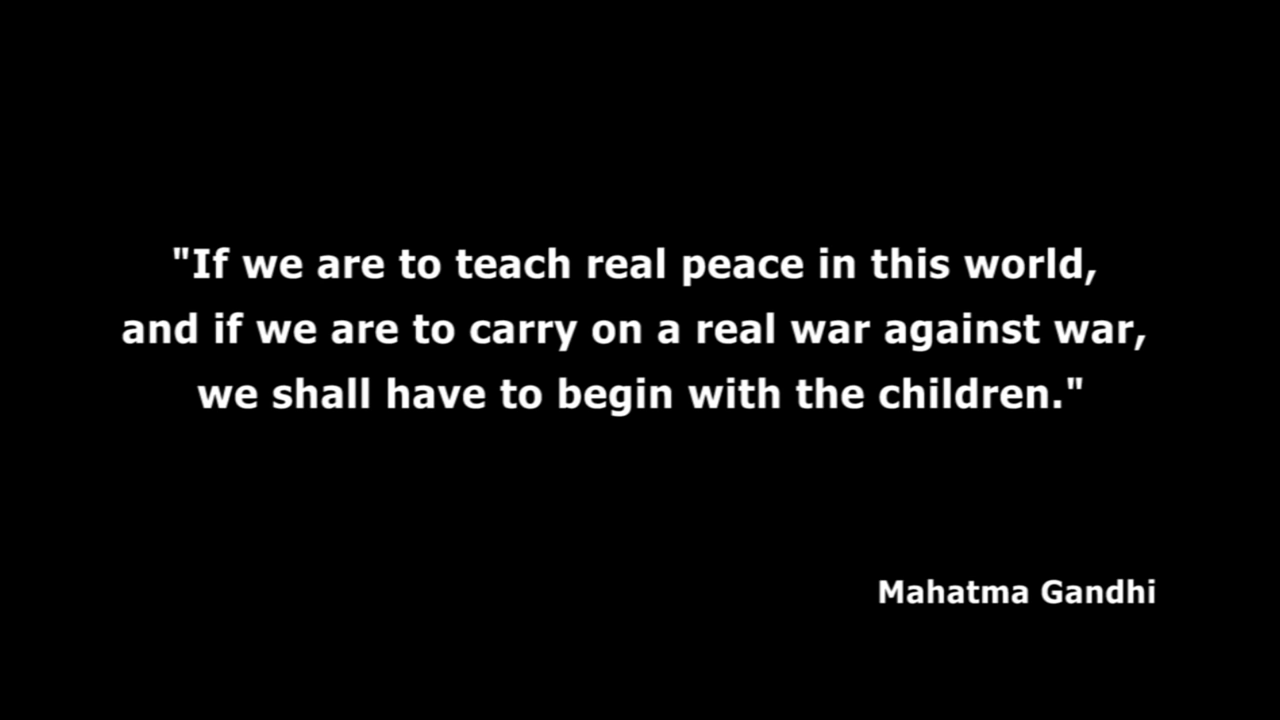 "If we are to teach real peace in this world,
and if we are to carry on a real war against war,
we shall have to begin with the children."
Mahatma Gandhi